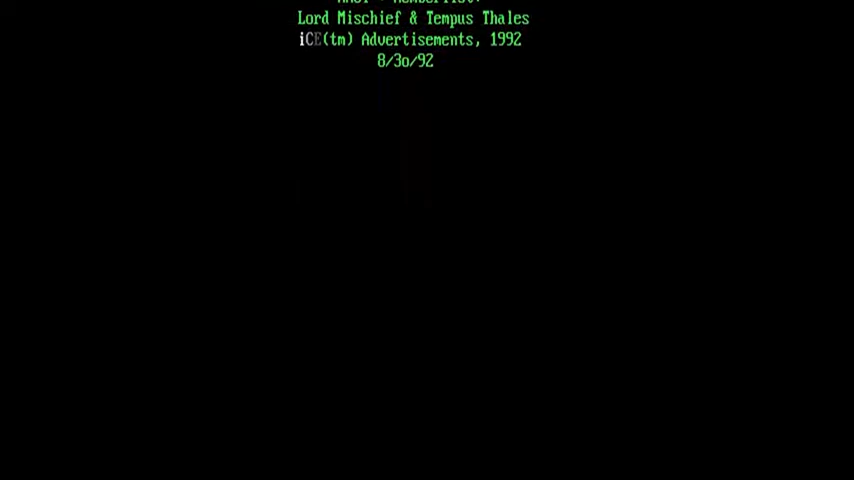 Lord Mischief & Tempus Thales
iCE(tm) Advertisements, 1992
8/3o/92